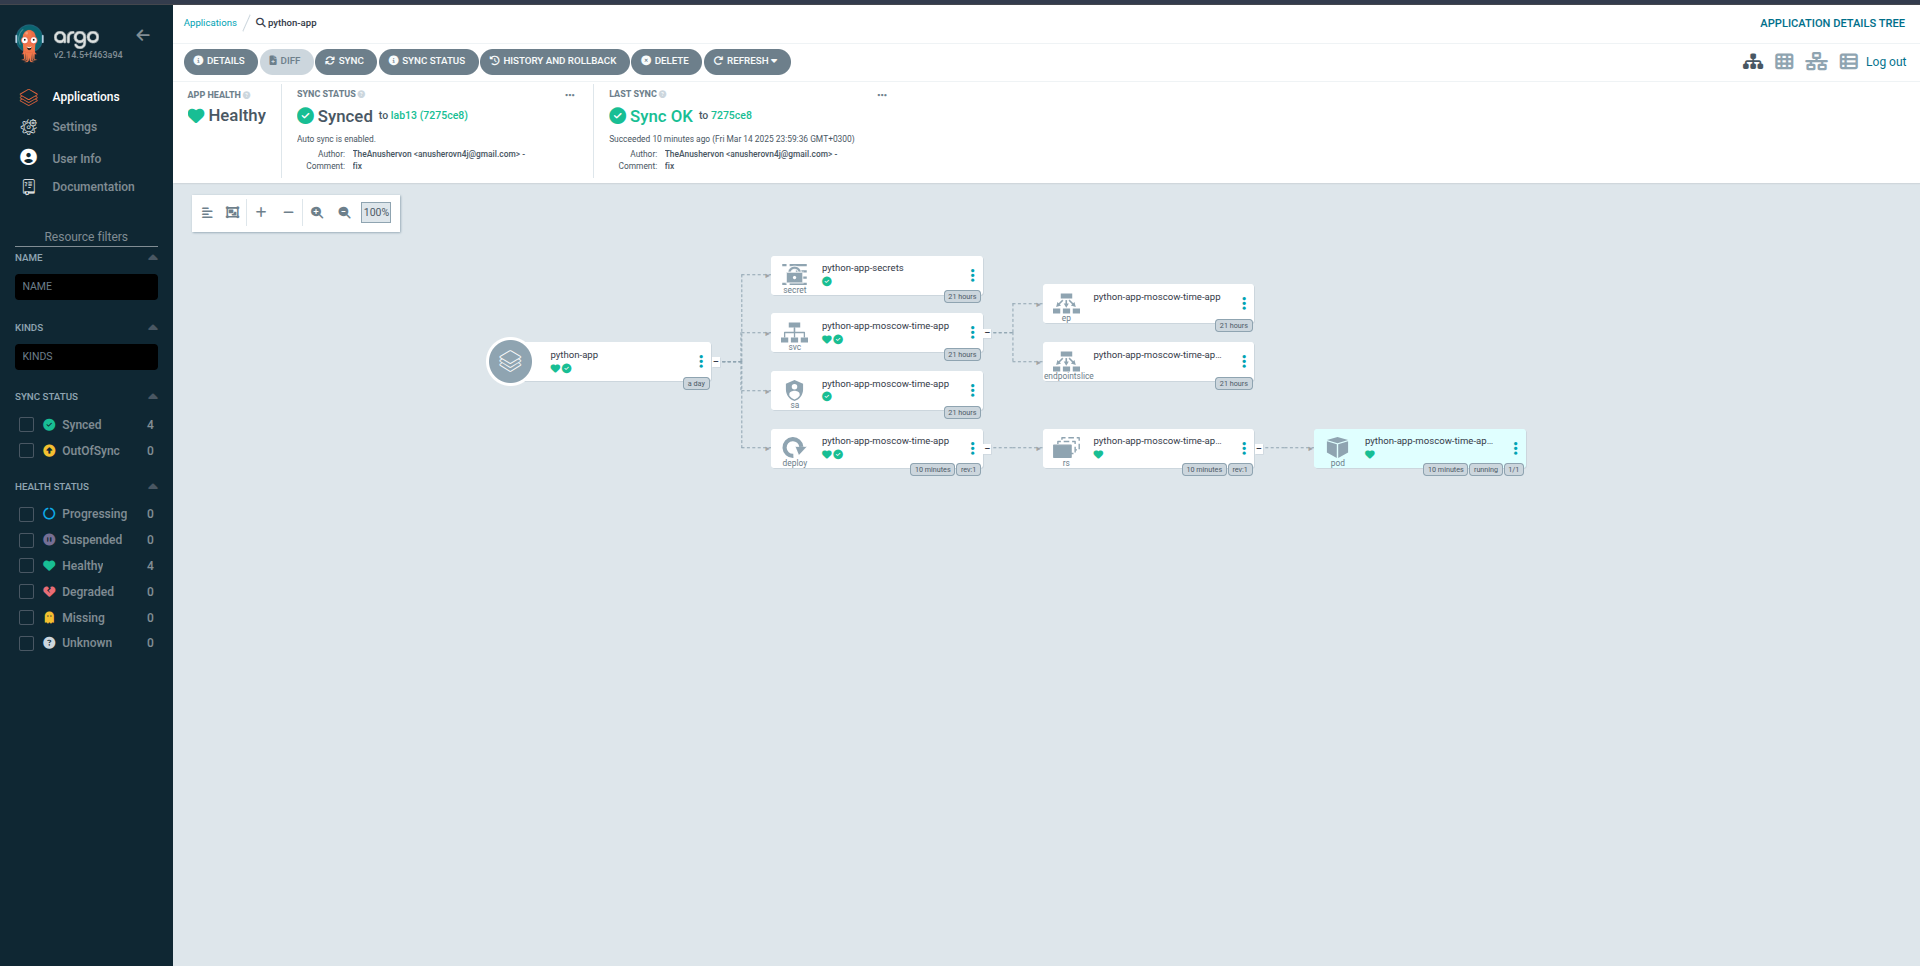 argo
v2.14.5+f463a94
Applications
Settings
User Info
Documentation
Resource filters
NAME
NAME
KINDS
KINDS
SYNC STATUS
Synced 4
OutOfSync 0
HEALTH STATUS
Progressing 0
Suspended 0
Healthy 4
Degraded 0
Missing 0
Unknown 0
Applications / python-app
APPLICATION DETAILS TREE
DETAILS DIFF SYNC SYNC STATUS HISTORY AND ROLLBACK DELETE REFRESH
Log out
APP HEALTH
Healthy
SYNC STATUS
Synced to lab13 (7275ce8)
Auto sync is enabled.
Author: TheAnushervon <anusherovn4j@gmail.com> -
Comment: fix
LAST SYNC
Sync OK to 7275ce8
Succeeded 10 minutes ago (Fri Mar 14 2025 23:59:36 GMT+0300)
Author: TheAnushervon <anusherovn4j@gmail.com> -
Comment: fix
100%
python-app
a day
python-app-secrets
secret
21 hours
python-app-moscow-time-app
svc
21 hours
python-app-moscow-time-app
sa
21 hours
python-app-moscow-time-app
deploy
10 minutes rev:1
python-app-moscow-time-app
ep
21 hours
python-app-moscow-time-ap...
endpointslice
21 hours
python-app-moscow-time-ap...
rs
10 minutes rev:1
python-app-moscow-time-ap...
pod
10 minutes running 1/1